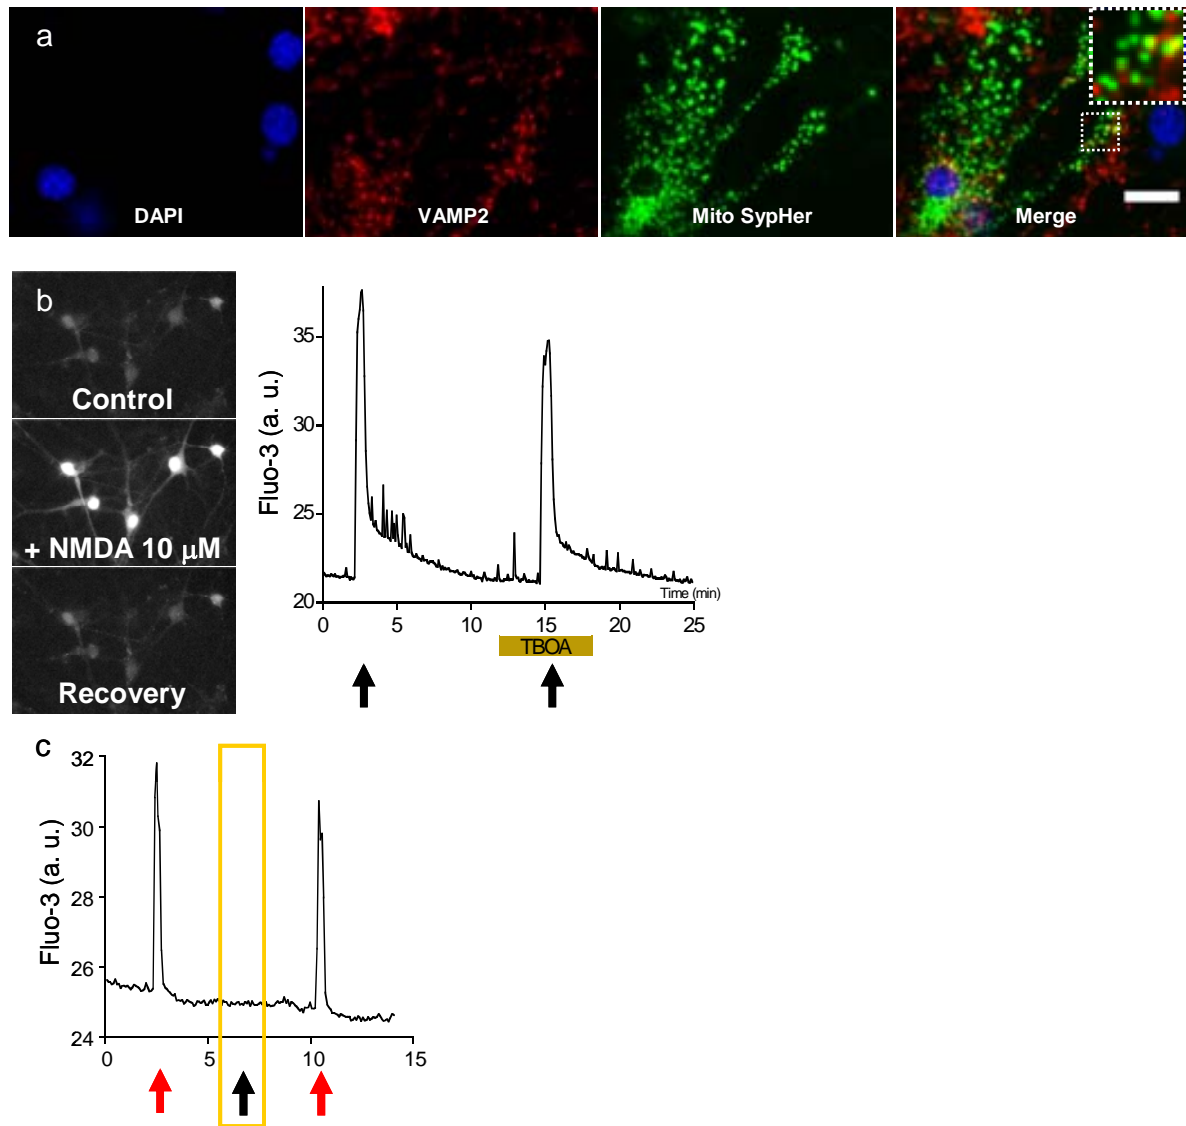 a
DAPI
VAMP2
Mito SypHer
Merge
b
Control
+ NMDA 10 μM
Recovery
Fluo-3 (a. u.)
35
30
25
20
0 5 10 15 20 25
Time (min)
TBOA
c
Fluo-3 (a. u.)
32
30
28
26
24
0 5 10 15